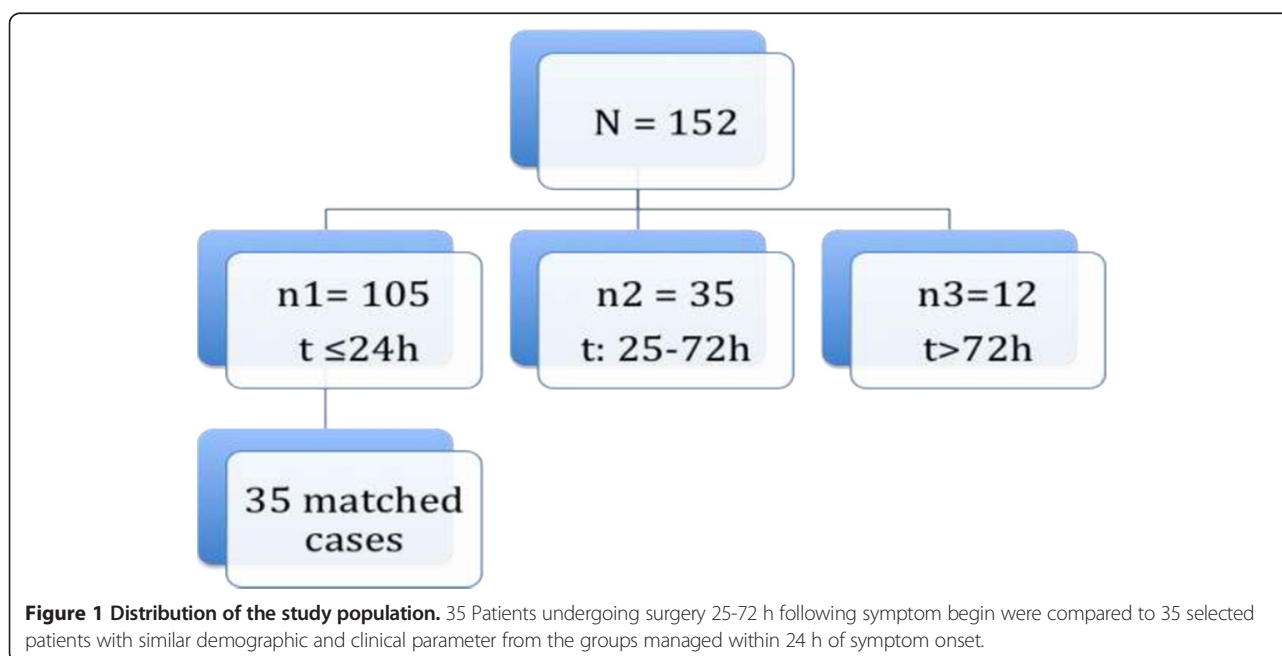 N = 152
n1= 105
t ≤24h
n2 = 35
t: 25-72h
n3=12
t>72h
35 matched
cases
Figure 1 Distribution of the study population. 35 Patients undergoing surgery 25-72 h following symptom begin were compared to 35 selected
patients with similar demographic and clinical parameter from the groups managed within 24 h of symptom onset.